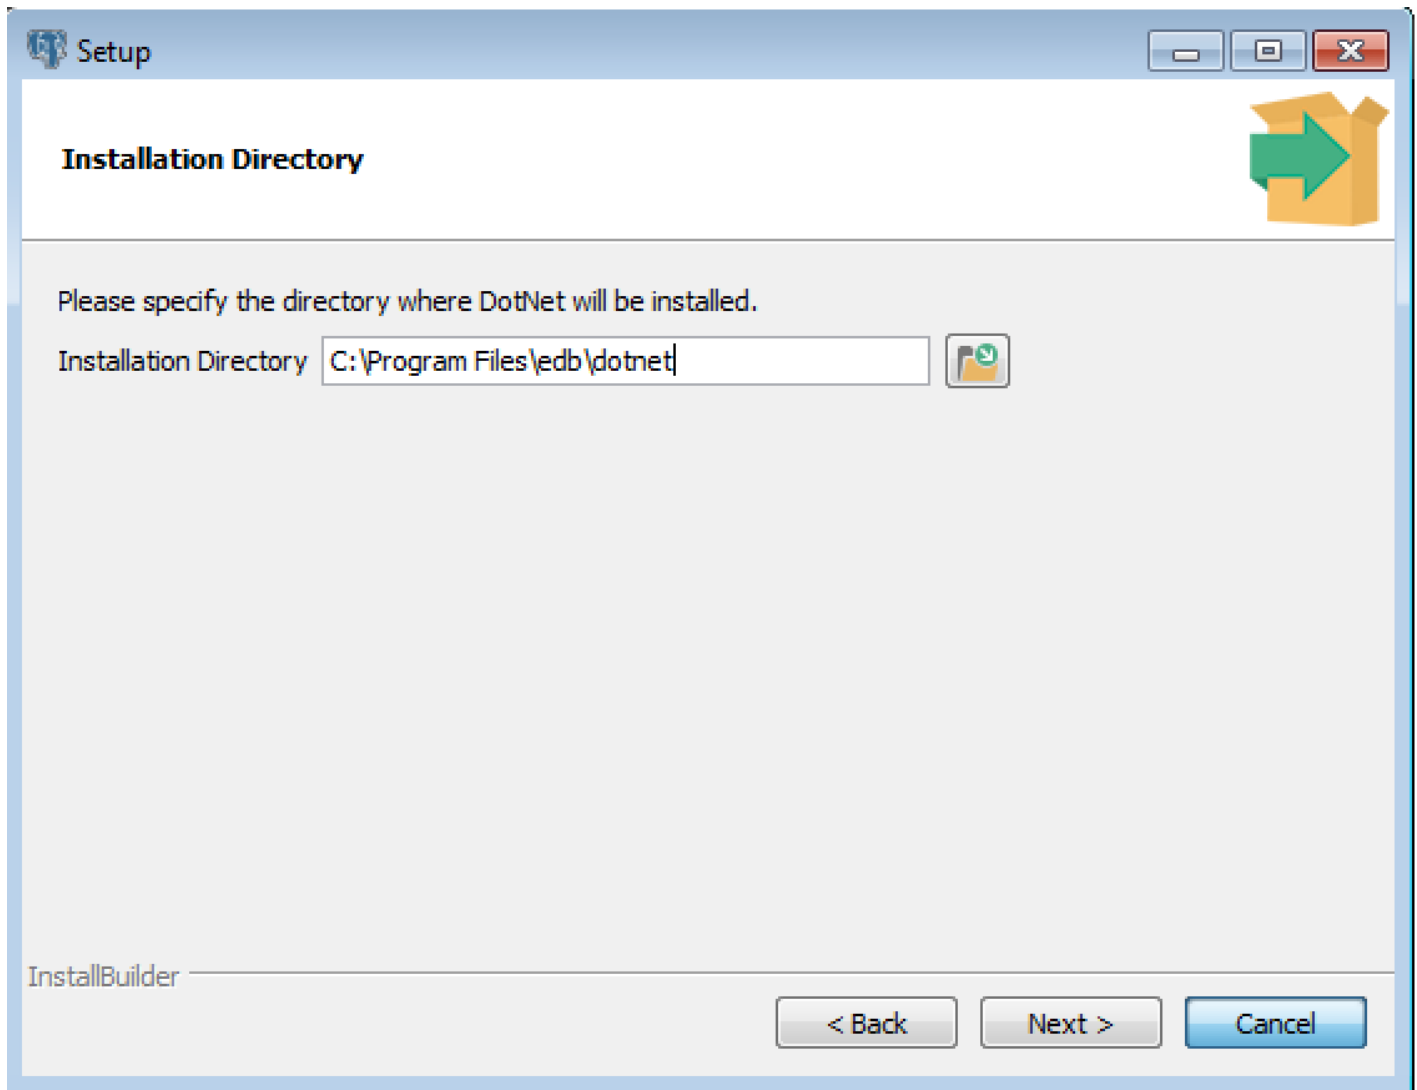 Setup
Installation Directory
Please specify the directory where DotNet will be installed.
Installation Directory C:\Program Files\edb\dotnet
InstallBuilder
< Back Next > Cancel